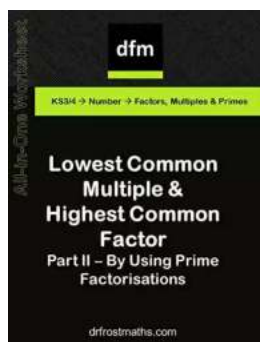 dfm
All-In-One Worksheet
KS3/4 → Number → Factors, Multiples & Primes
Lowest Common
Multiple &
Highest Common
Factor
Part II – By Using Prime
Factorisations
drfrostmaths.com